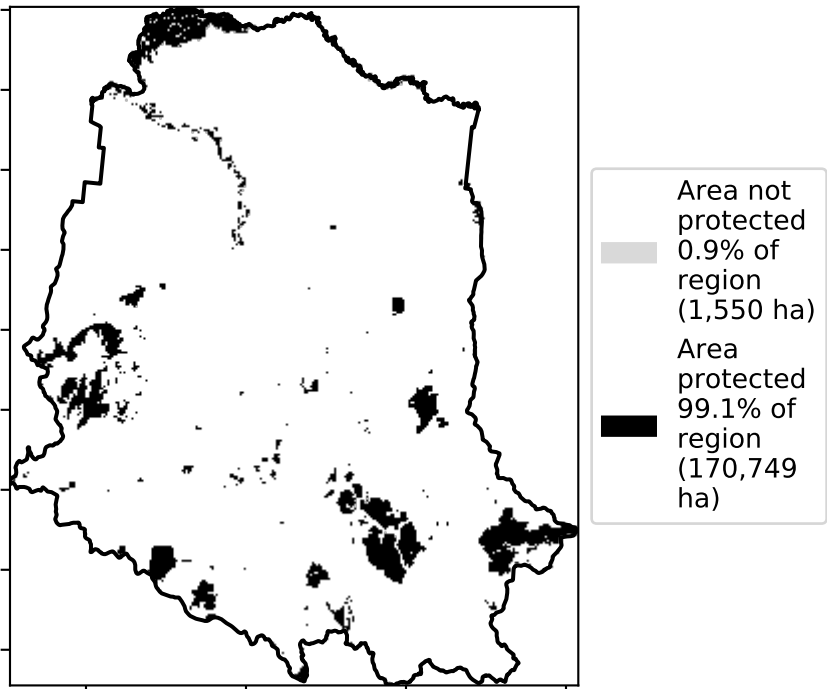 Area not
protected
0.9% of
region
(1,550 ha)
Area
protected
99.1% of
region
(170,749
ha)